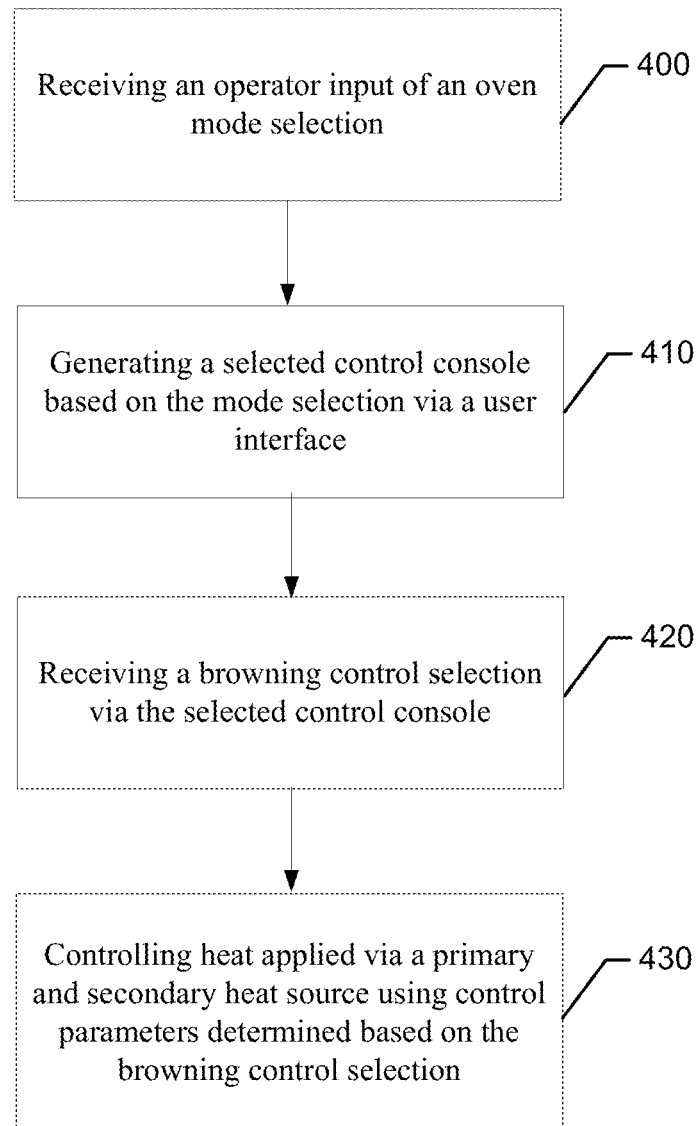 400
Receiving an operator input of an oven
mode selection
410
Generating a selected control console
based on the mode selection via a user
interface
420
Receiving a browning control selection
via the selected control console
430
Controlling heat applied via a primary
and secondary heat source using control
parameters determined based on the
browning control selection